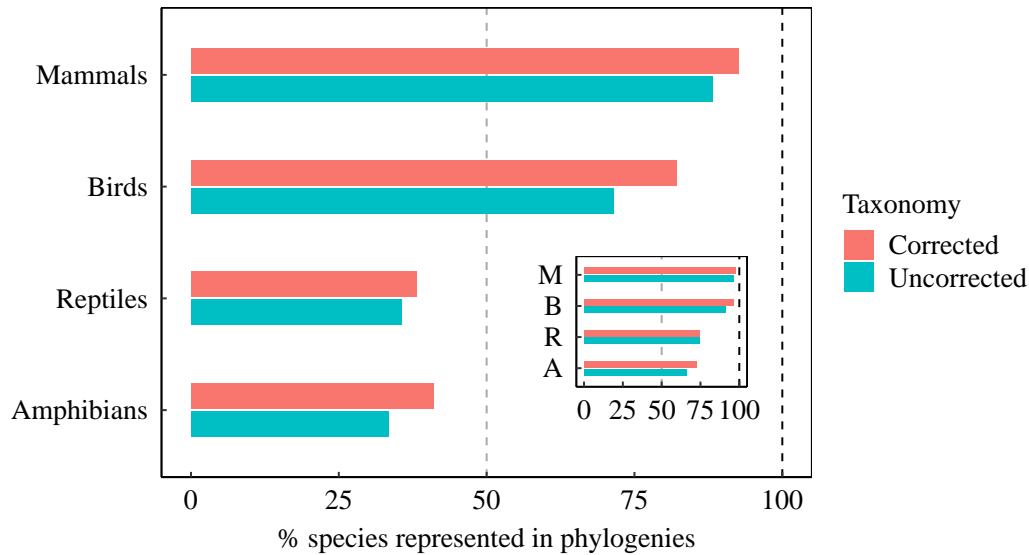 Mammals
Birds
Reptiles
Amphibians
0 25 50 75 100
% species represented in phylogenies
M
B
R
A
0 25 50 75 100
Taxonomy
Corrected
Uncorrected